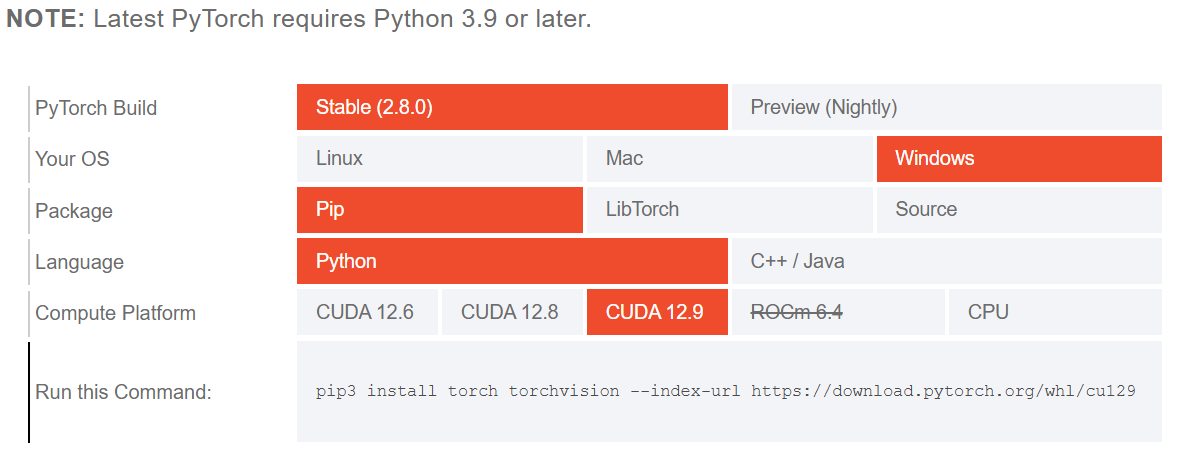 NOTE: Latest PyTorch requires Python 3.9 or later.
PyTorch Build Stable (2.8.0) Preview (Nightly)
Your OS Linux Mac Windows
Package Pip LibTorch Source
Language Python C++ / Java
Compute Platform CUDA 12.6 CUDA 12.8 CUDA 12.9 ROCm 6.4 CPU
Run this Command: pip3 install torch torchvision --index-url https://download.pytorch.org/whl/cu129